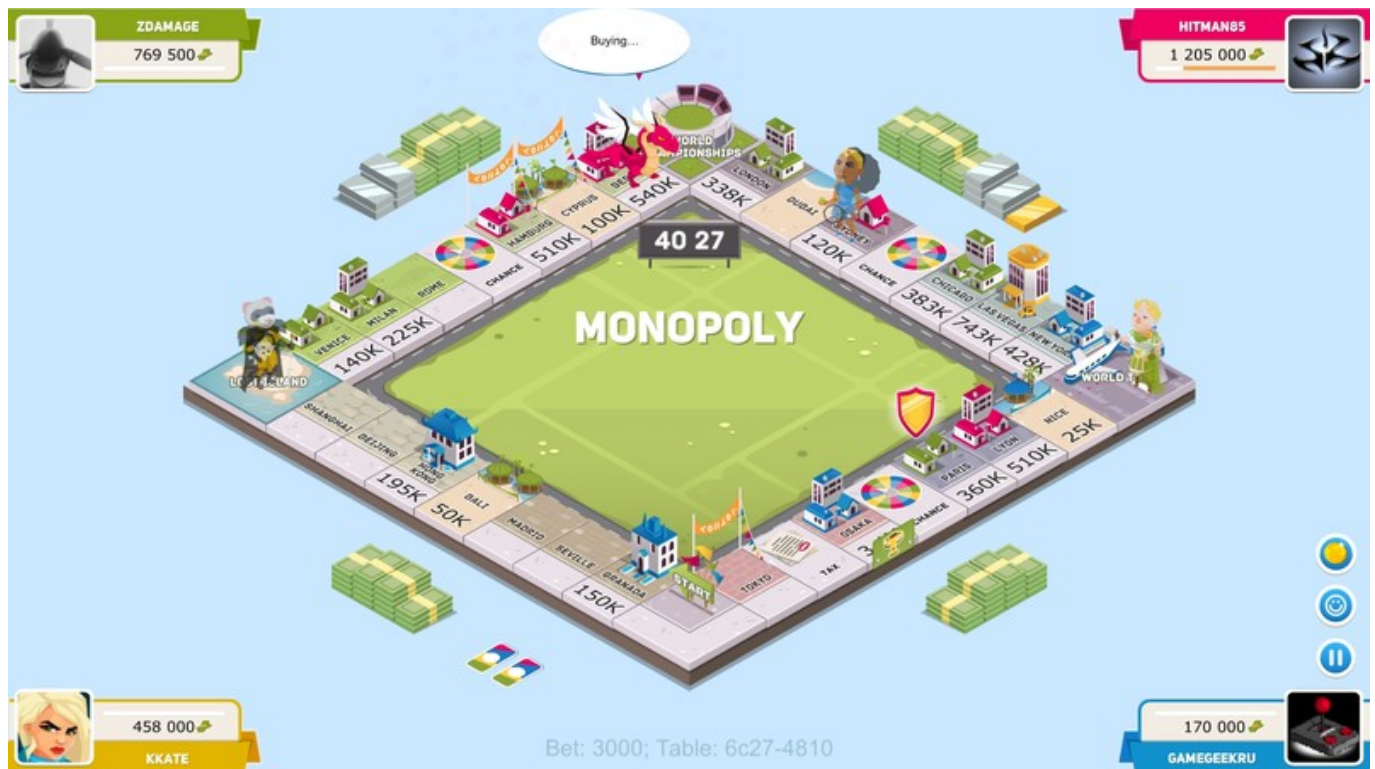 ZDAMAGE
769 500
Buying...
HITMAN85
1 205 000
WORLD
CHAMPIONSHIPS
540K
338K
LONDON
DUBAI
SYDNEY
120K
CHANCE
383K
CHICAGO
743K
LAS VEGAS
428K
NEW YORK
CYPRUS
100K
HAMBURG
510K
CHANCE
ROME
MILAN
225K
VENICE
140K
40 27
MONOPOLY
LOST ISLAND
WORLD T
SHANGHAI
BEIJING
HONG
KONG
195K
BALI
50K
MADRID
SEVILLE
GRANADA
150K
START
TOKYO
TAX
OSAKA
CHANCE
PARIS
360K
LYON
510K
NICE
25K
458 000
KKATE
Bet: 3000; Table: 6c27-4810
170 000
GAMEGEEKRU